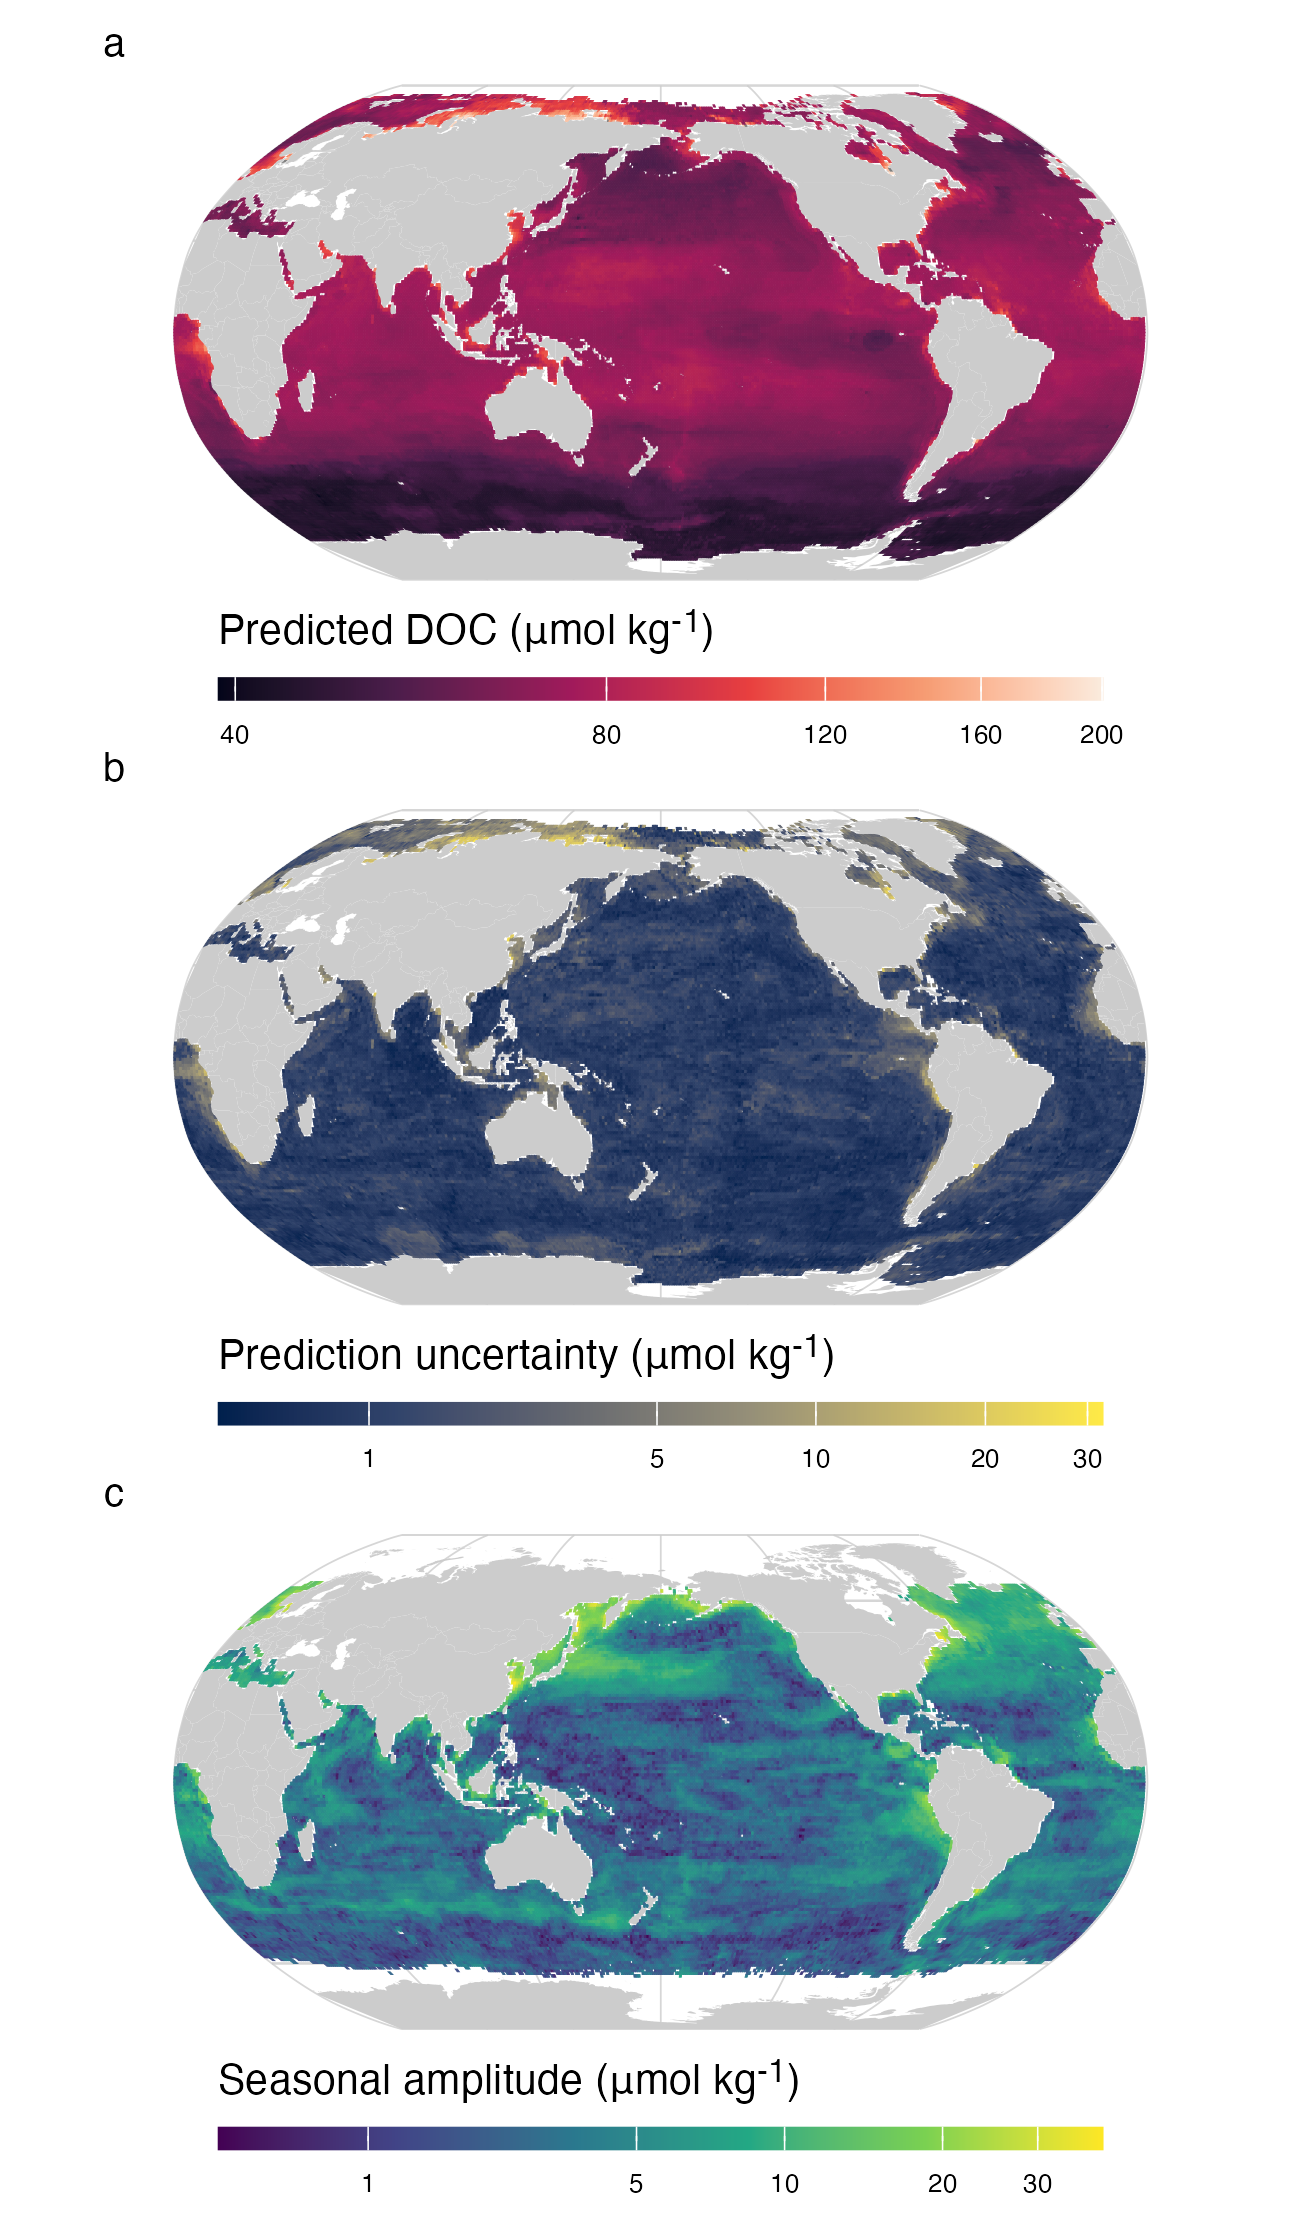 a
Predicted DOC (μmol kg-1)
40 80 120 160 200
b
Prediction uncertainty (μmol kg-1)
1 5 10 20 30
c
Seasonal amplitude (μmol kg-1)
1 5 10 20 30